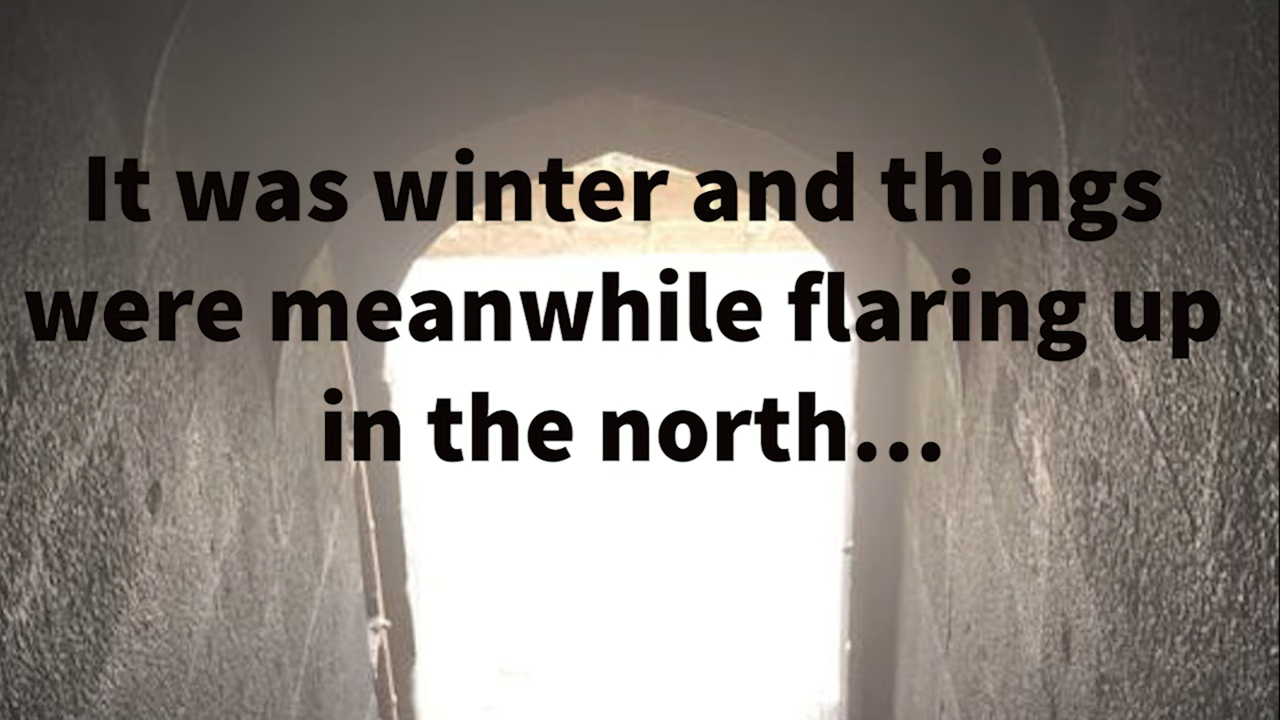 It was winter and things
were meanwhile flaring up
in the north...